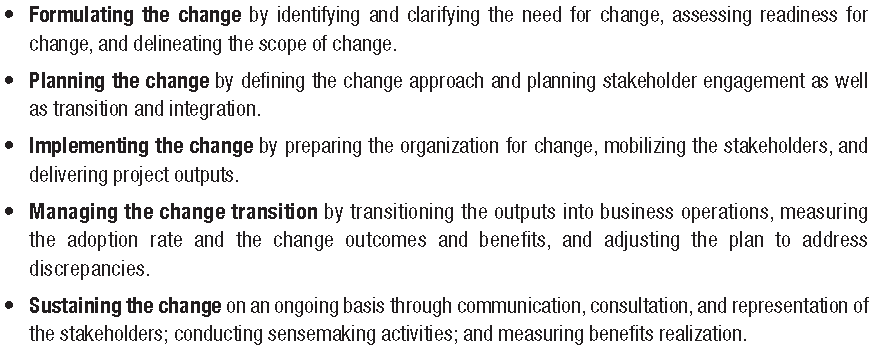 • Formulating the change by identifying and clarifying the need for change, assessing readiness for
change, and delineating the scope of change.
• Planning the change by defining the change approach and planning stakeholder engagement as well
as transition and integration.
• Implementing the change by preparing the organization for change, mobilizing the stakeholders, and
delivering project outputs.
• Managing the change transition by transitioning the outputs into business operations, measuring
the adoption rate and the change outcomes and benefits, and adjusting the plan to address
discrepancies.
• Sustaining the change on an ongoing basis through communication, consultation, and representation of
the stakeholders; conducting sensemaking activities; and measuring benefits realization.